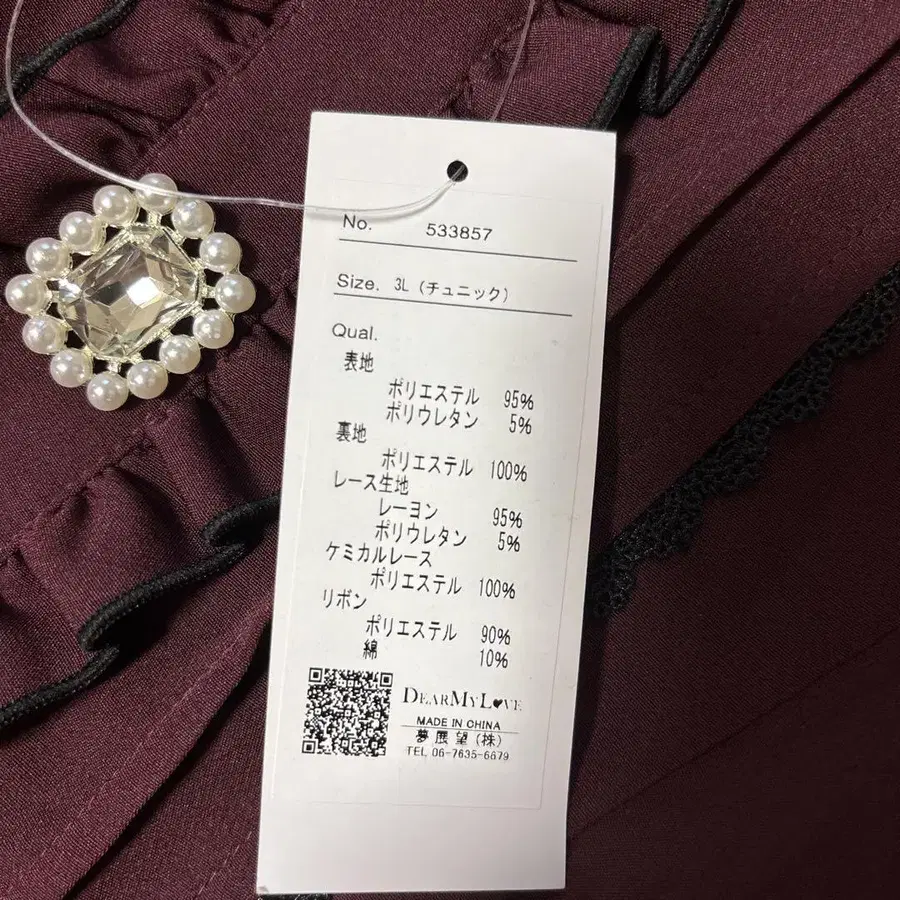 No. 533857
Size. 3L (チュニック)
Qual.
表地
ポリエステル 95%
ポリウレタン 5%
裏地
ポリエステル 100%
レース生地
レーヨン 95%
ポリウレタン 5%
ケミカルレース
ポリエステル 100%
リボン
ポリエステル 90%
綿 10%
DEARMYL♥VE
MADE IN CHINA
夢展望(株)
TEL 06-7635-6679